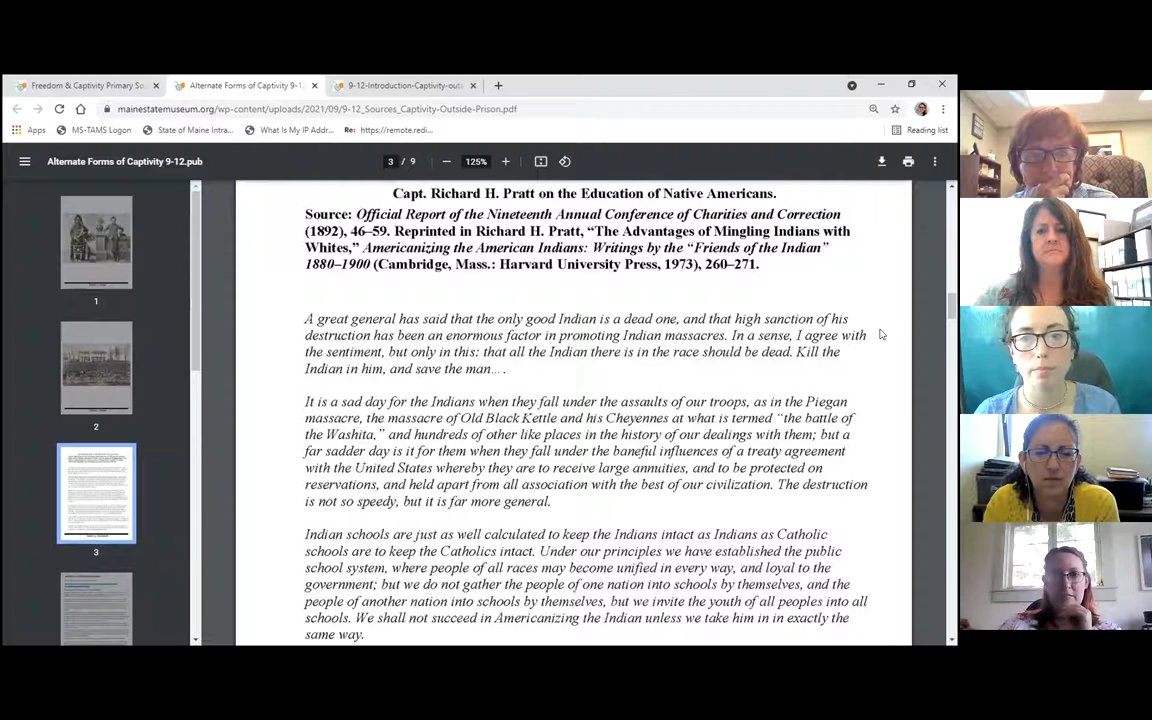 Freedom & Captivity Primary So
Alternate Forms of Captivity 9-1
9-12-Introduction-Captivity-out
mainestatemuseum.org/wp-content/uploads/2021/09/9-12_Sources_Captivity-Outside-Prison.pdf
Apps MS-TAMS Logon State of Maine Intra... What Is My IP Addr... Re: https://remote.redi... Reading list
Alternate Forms of Captivity 9-12.pub 3 / 9 125%
1
2
3
Capt. Richard H. Pratt on the Education of Native Americans.
Source: Official Report of the Nineteenth Annual Conference of Charities and Correction
(1892), 46–59. Reprinted in Richard H. Pratt, “The Advantages of Mingling Indians with
Whites,” Americanizing the American Indians: Writings by the “Friends of the Indian”
1880–1900 (Cambridge, Mass.: Harvard University Press, 1973), 260–271.
A great general has said that the only good Indian is a dead one, and that high sanction of his
destruction has been an enormous factor in promoting Indian massacres. In a sense, I agree with
the sentiment, but only in this: that all the Indian there is in the race should be dead. Kill the
Indian in him, and save the man… .
It is a sad day for the Indians when they fall under the assaults of our troops, as in the Piegan
massacre, the massacre of Old Black Kettle and his Cheyennes at what is termed “the battle of
the Washita,” and hundreds of other like places in the history of our dealings with them; but a
far sadder day is it for them when they fall under the baneful influences of a treaty agreement
with the United States whereby they are to receive large annuities, and to be protected on
reservations, and held apart from all association with the best of our civilization. The destruction
is not so speedy, but it is far more general.
Indian schools are just as well calculated to keep the Indians intact as Indians as Catholic
schools are to keep the Catholics intact. Under our principles we have established the public
school system, where people of all races may become unified in every way, and loyal to the
government; but we do not gather the people of one nation into schools by themselves, and the
people of another nation into schools by themselves, but we invite the youth of all peoples into all
schools. We shall not succeed in Americanizing the Indian unless we take him in in exactly the
same way.